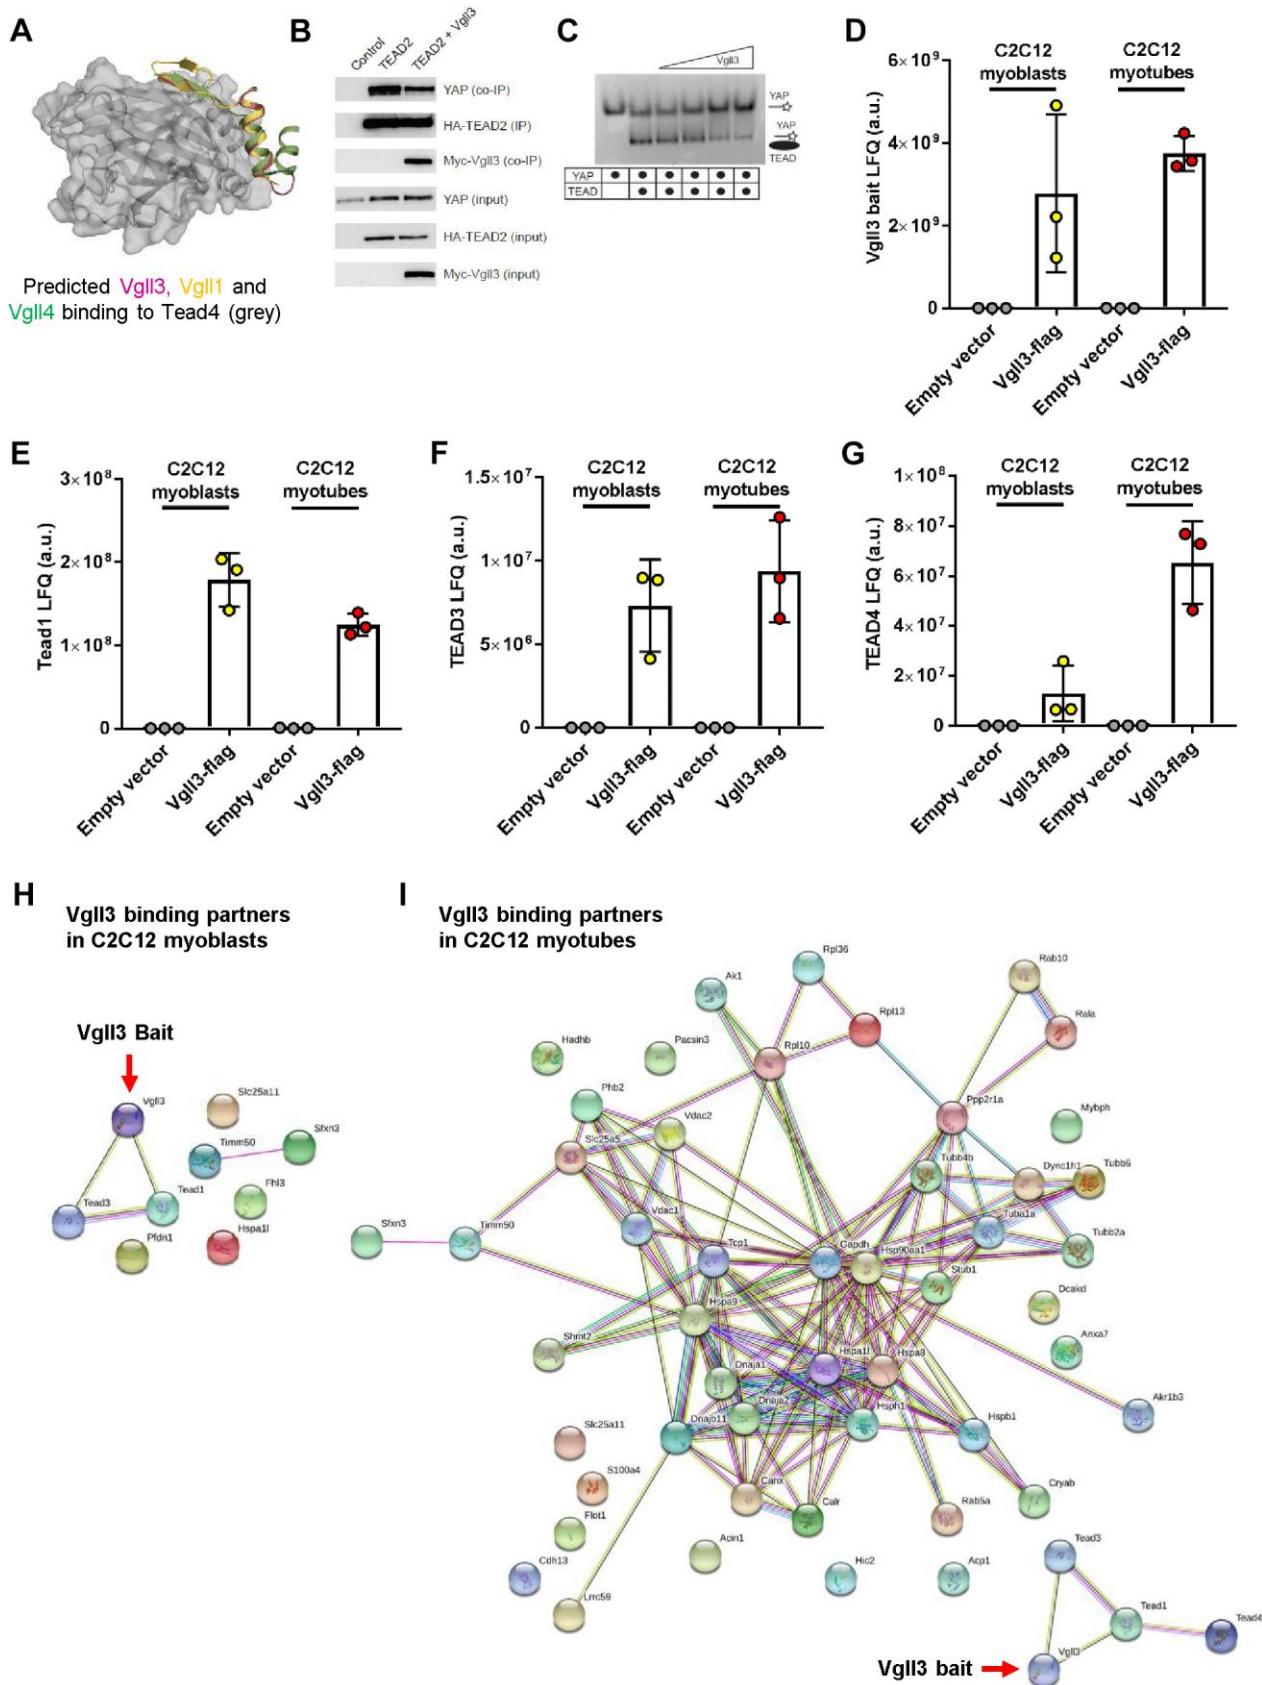 A
Predicted Vgll3, Vgll1 and
Vgll4 binding to Tead4 (grey)
B
Control
TEAD2
TEAD2 + Vgll3
YAP (co-IP)
HA-TEAD2 (IP)
Myc-Vgll3 (co-IP)
YAP (input)
HA-TEAD2 (input)
Myc-Vgll3 (input)
C
Vgll3
YAP
YAP
TEAD
YAP
TEAD
D
Vgll3 bait LFQ (a.u.)
6×10⁹
4×10⁹
2×10⁹
0
C2C12
myoblasts
C2C12
myotubes
Empty vector
Vgll3-flag
Empty vector
Vgll3-flag
E
Tead1 LFQ (a.u.)
3×10⁸
2×10⁸
1×10⁸
0
C2C12
myoblasts
C2C12
myotubes
Empty vector
Vgll3-flag
Empty vector
Vgll3-flag
F
TEAD3 LFQ (a.u.)
1.5×10⁷
1×10⁷
5×10⁶
0
C2C12
myoblasts
C2C12
myotubes
Empty vector
Vgll3-flag
Empty vector
Vgll3-flag
G
TEAD4 LFQ (a.u.)
1×10⁸
8×10⁷
6×10⁷
4×10⁷
2×10⁷
0
C2C12
myoblasts
C2C12
myotubes
Empty vector
Vgll3-flag
Empty vector
Vgll3-flag
H
Vgll3 binding partners
in C2C12 myoblasts
Vgll3 Bait
Vgll3
Slc25a11
Timm50
Sfxn3
Tead3
Tead1
Fhl3
Pfdn1
Hspa1l
I
Vgll3 binding partners
in C2C12 myotubes
Rpl36
Rab10
Ak1
Rpl13
Rala
Hadhb
Pacsin3
Rpl10
Phb2
Vdac2
Ppp2r1a
Mybph
Slc25a5
Tubb4b
Dync1h1
Tubb6
Sfxn3
Timm50
Vdac1
Tcp1
Gapdh
Hsp90aa1
Tuba1a
Tubb2a
Stub1
Dcakd
Hspa9
Shmt2
Anxa7
Hspa1l
Hspa8
Dnaja1
Dnaja2
Akr1b3
Dnajb11
Hsph1
Hspb1
Slc25a11
S100a4
Canx
Calr
Rab5a
Cryab
Flot1
Acin1
Hic2
Acp1
Cdh13
Lrrc59
Tead3
Tead1
Tead4
Vgll3
Vgll3 bait